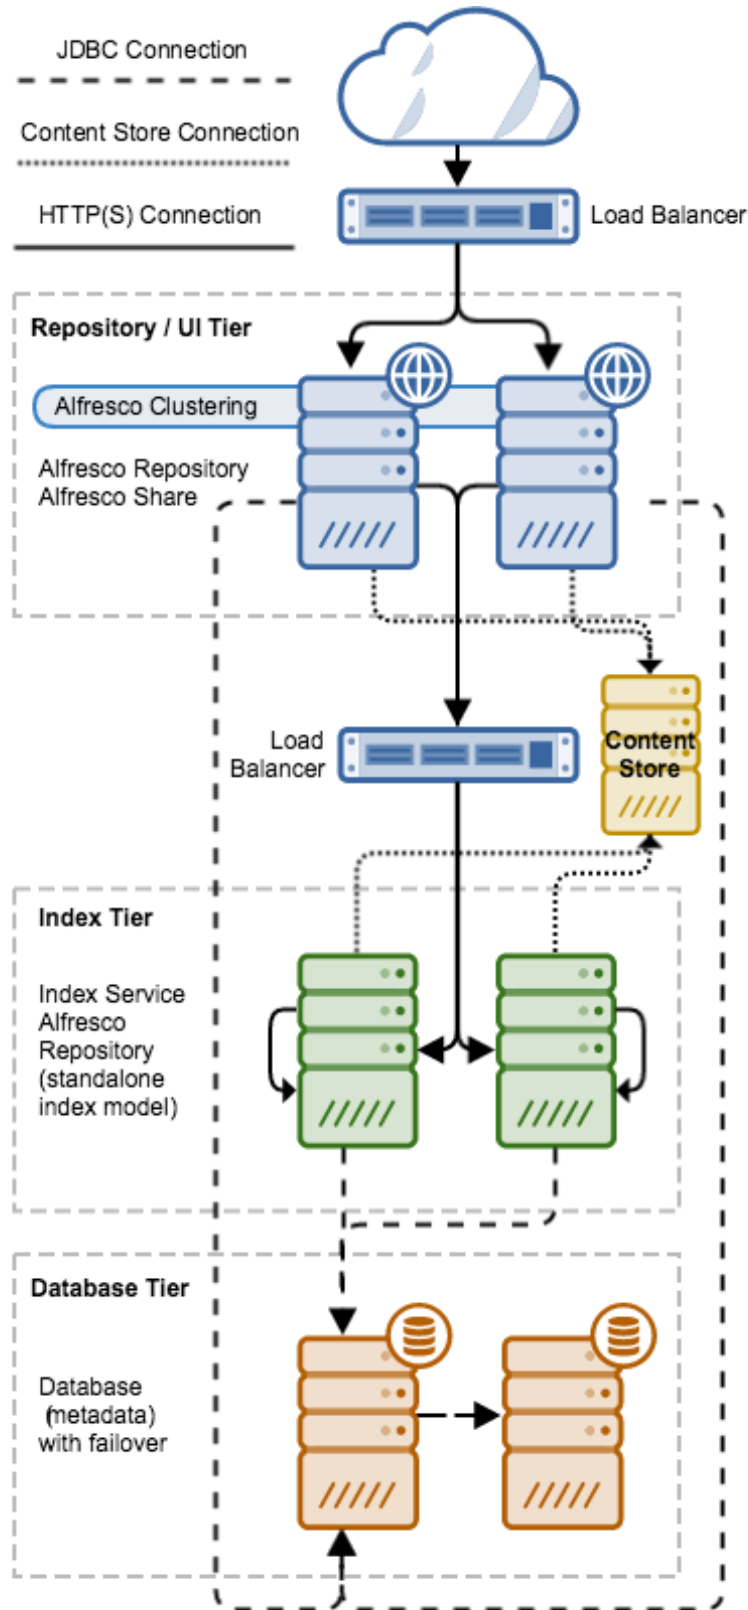 JDBC Connection
Content Store Connection
HTTP(S) Connection
Load Balancer
Repository / UI Tier
Alfresco Clustering
Alfresco Repository
Alfresco Share
Load
Balancer
Content
Store
Index Tier
Index Service
Alfresco
Repository
(standalone
index model)
Database Tier
Database
(metadata)
with failover